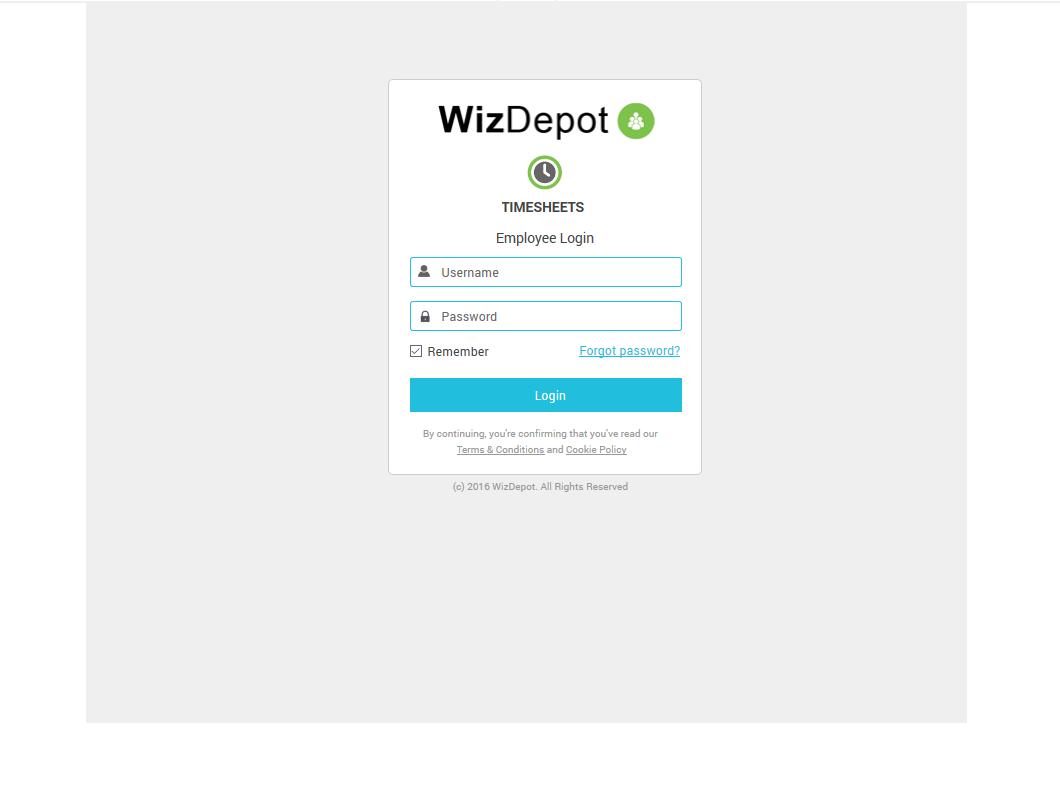 WizDepot
TIMESHEETS
Employee Login
Username
Password
Remember Forgot password?
Login
By continuing, you're confirming that you've read our
Terms & Conditions and Cookie Policy
(c) 2016 WizDepot. All Rights Reserved